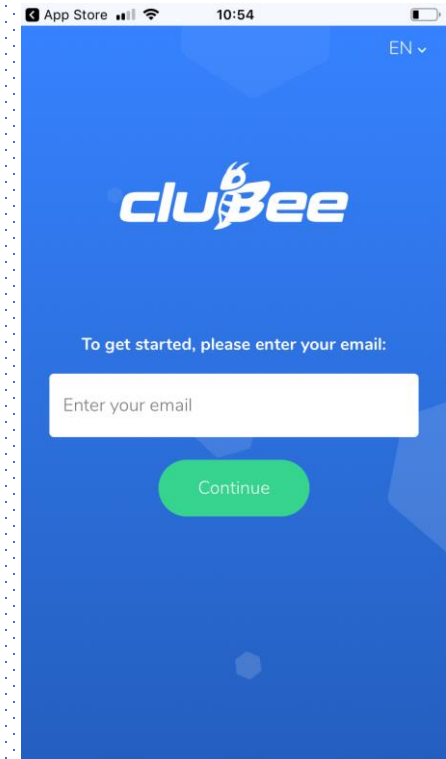 App Store 10:54
EN
cluBee
To get started, please enter your email:
Enter your email
Continue